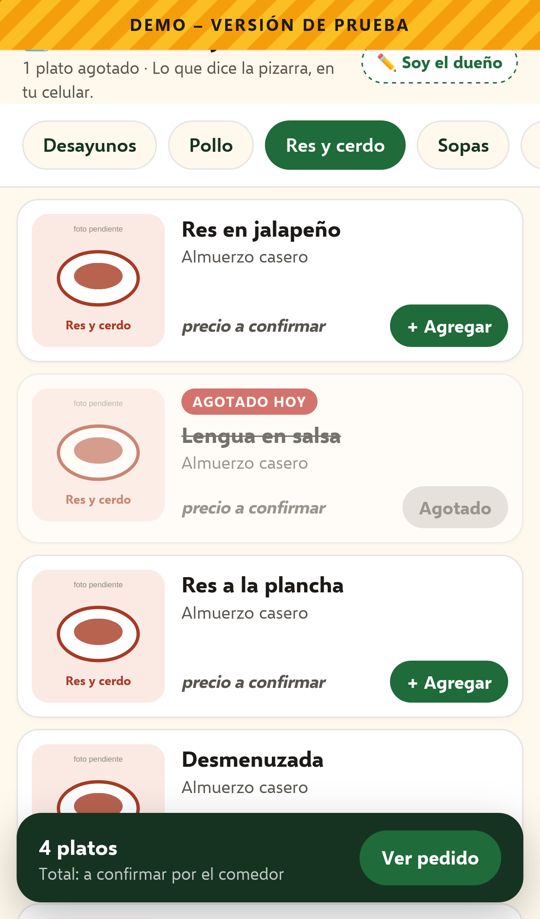 DEMO – VERSIÓN DE PRUEBA
1 plato agotado · Lo que dice la pizarra, en
tu celular.
✏️ Soy el dueño
Desayunos
Pollo
Res y cerdo
Sopas
foto pendiente
Res y cerdo
Res en jalapeño
Almuerzo casero
precio a confirmar
+ Agregar
foto pendiente
Res y cerdo
AGOTADO HOY
Lengua en salsa
Almuerzo casero
precio a confirmar
Agotado
foto pendiente
Res y cerdo
Res a la plancha
Almuerzo casero
precio a confirmar
+ Agregar
foto pendiente
Desmenuzada
Almuerzo casero
4 platos
Total: a confirmar por el comedor
Ver pedido